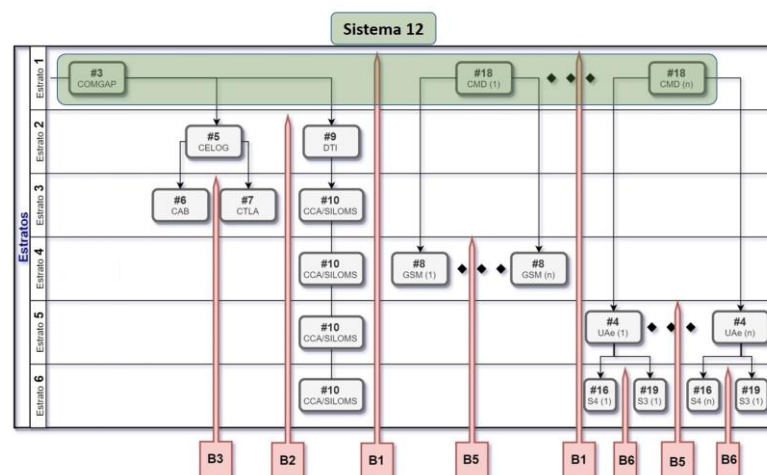 Sistema 12
Estratos
Estrato 1
#3
COMGAP
#18
CMD (1)
#18
CMD (n)
Estrato 2
#5
CELOG
#9
DTI
Estrato 3
#6
CAB
#7
CTLA
#10
CCA/SILOMS
Estrato 4
#10
CCA/SILOMS
#8
GSM (1)
#8
GSM (n)
Estrato 5
#10
CCA/SILOMS
#4
UAe (1)
#4
UAe (n)
Estrato 6
#10
CCA/SILOMS
#16
S4 (1)
#19
S3 (1)
#16
S4 (n)
#19
S3 (1)
B3
B2
B1
B5
B1
B6
B5
B6